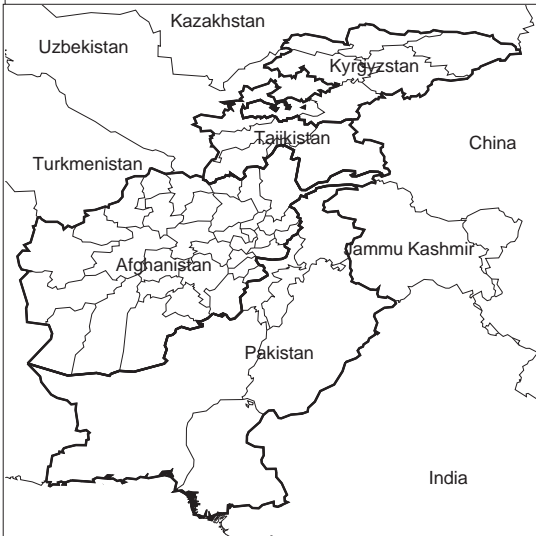 Kazakhstan
Uzbekistan
Kyrgyzstan
Tajikistan
China
Turkmenistan
Jammu Kashmir
Afghanistan
Pakistan
India